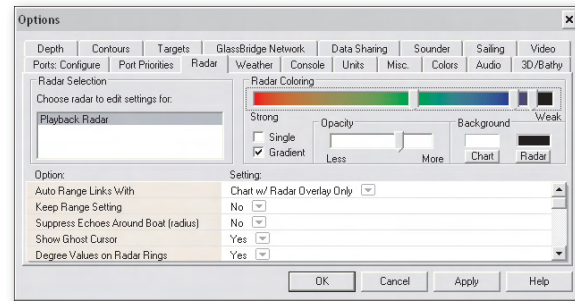 Options
Depth Contours Targets GlassBridge Network Data Sharing Sounder Sailing Video
Ports: Configure Port Priorities Radar Weather Console Units Misc. Colors Audio 3D/Bathy
Radar Selection
Choose radar to edit settings for:
Playback Radar
Radar Coloring
Strong Weak
Single
Gradient
Opacity
Less More
Background
Chart Radar
Option: Setting:
Auto Range Links With Chart w/ Radar Overlay Only
Keep Range Setting No
Suppress Echoes Around Boat (radius) No
Show Ghost Cursor Yes
Degree Values on Radar Rings Yes
OK Cancel Apply Help